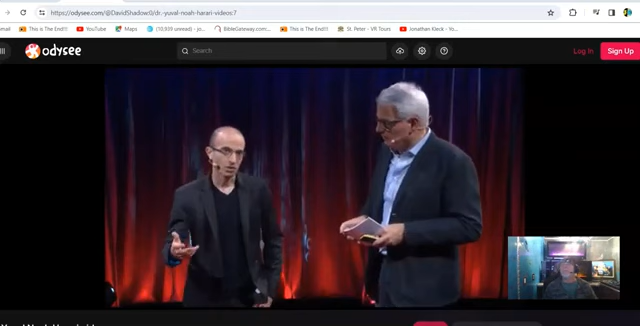 https://odysee.com/@DavidShadow:0/dr.-yuval-noah-harari-videos:7
This is The End!!!
YouTube
Maps
(10,939 unread) - jo...
BibleGateway.com:...
This is The End!!!
St. Peter - VR Tours
Jonathan Kleck - Yo...
odysee
Search
Log In
Sign Up